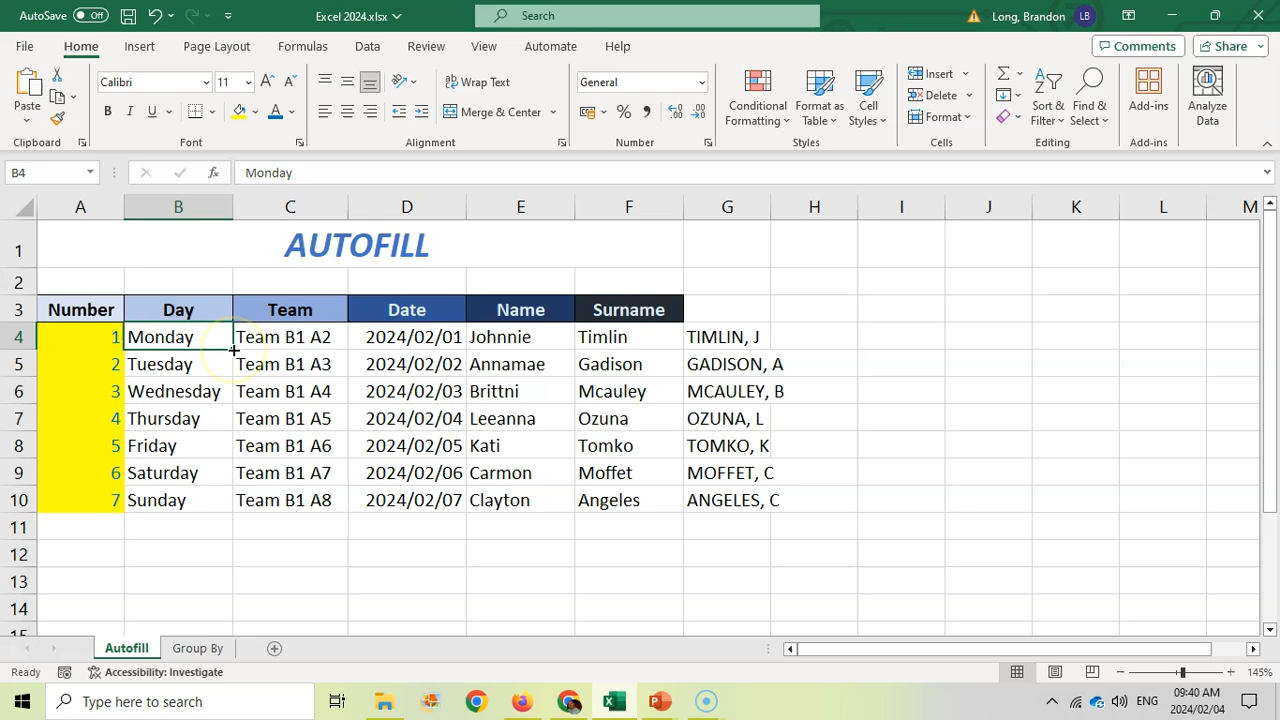 AutoSave Off Excel 2024.xlsx Search Long, Brandon LB
File Home Insert Page Layout Formulas Data Review View Automate Help Comments Share
Paste Calibri 11 Wrap Text General Conditional Formatting Format as Table Cell Styles Insert Sort & Filter Find & Select Add-ins Analyze Data
B I U Merge & Center Delete
Format
Clipboard Font Alignment Number Styles Cells Editing Add-ins
B4 fx Monday
A B C D E F G H I J K L M
1 AUTOFILL
2
3 Number Day Team Date Name Surname
4 1 Monday Team B1 A2 2024/02/01 Johnnie Timlin TIMLIN, J
5 2 Tuesday Team B1 A3 2024/02/02 Annamae Gadison GADISON, A
6 3 Wednesday Team B1 A4 2024/02/03 Brittni Mcauley MCAULEY, B
7 4 Thursday Team B1 A5 2024/02/04 Leeanna Ozuna OZUNA, L
8 5 Friday Team B1 A6 2024/02/05 Kati Tomko TOMKO, K
9 6 Saturday Team B1 A7 2024/02/06 Carmon Moffet MOFFET, C
10 7 Sunday Team B1 A8 2024/02/07 Clayton Angeles ANGELES, C
11
12
13
14
15
Autofill Group By
Ready Accessibility: Investigate 145%
Type here to search ENG 09:40 AM
2024/02/04